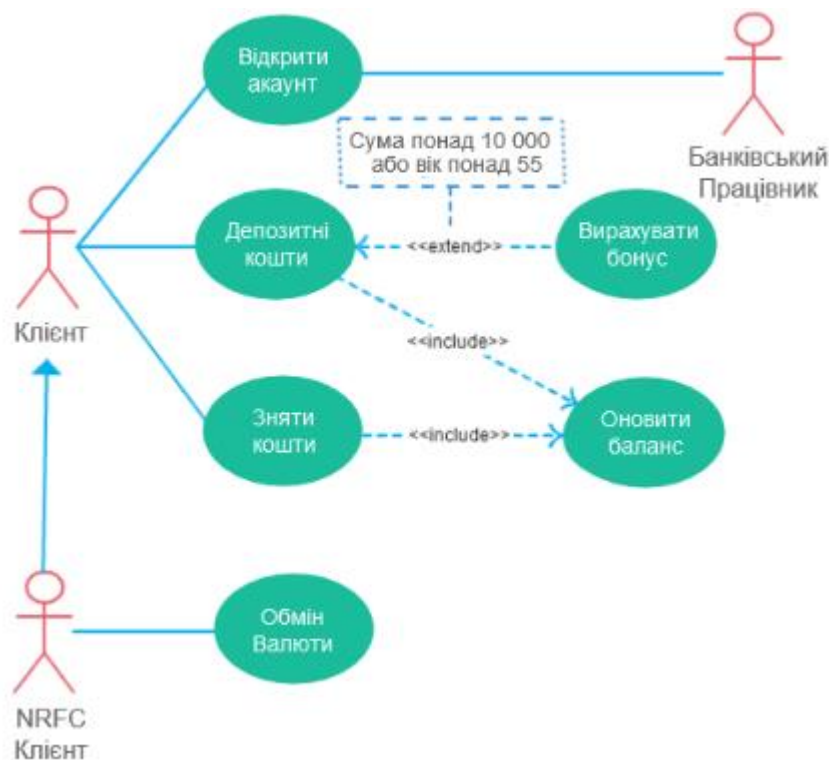 Відкрити
акаунт
Сума понад 10 000
або вік понад 55
Банківський
Працівник
Депозитні
кошти
<<extend>>
Вирахувати
бонус
Клієнт
<<include>>
Зняти
кошти
<<include>>
Оновити
баланс
Обмін
Валюти
NRFC
Клієнт